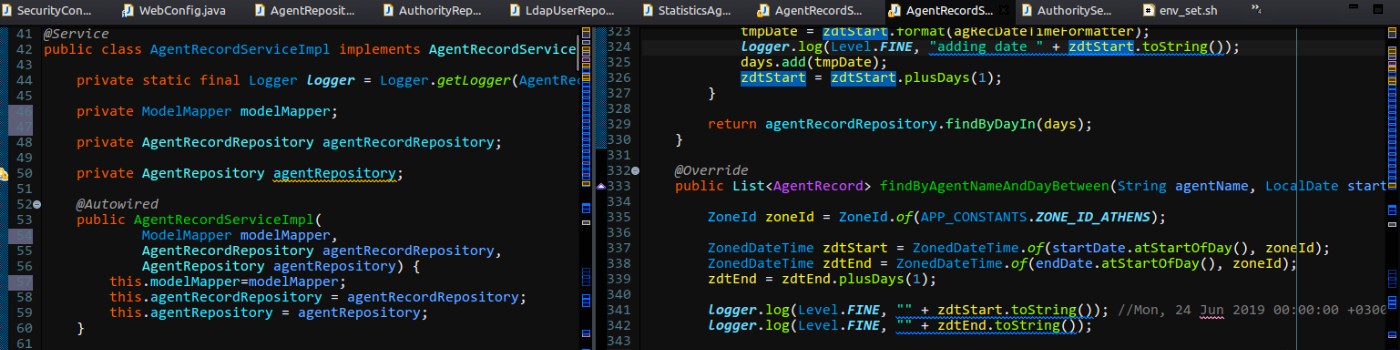 SecurityCon... WebConfig.java AgentReposit... AuthorityRep... LdapUserRepo... StatisticsAg... AgentRecordS... AgentRecordS... AuthoritySe... env_set.sh
41 @Service
42 public class AgentRecordServiceImpl implements AgentRecordService
43
44 private static final Logger logger = Logger.getLogger(AgentRec
45
46 private ModelMapper modelMapper;
47
48 private AgentRecordRepository agentRecordRepository;
49
50 private AgentRepository agentRepository;
51
52 @Autowired
53 public AgentRecordServiceImpl(
54 ModelMapper modelMapper,
55 AgentRecordRepository agentRecordRepository,
56 AgentRepository agentRepository) {
57 this.modelMapper=modelMapper;
58 this.agentRecordRepository = agentRecordRepository;
59 this.agentRepository = agentRepository;
60 }
61
323 tmpDate = zdtStart.format(agRecDateTimeFormatter);
324 logger.log(Level.FINE, "adding date " + zdtStart.toString());
325 days.add(tmpDate);
326 zdtStart = zdtStart.plusDays(1);
327 }
328
329 return agentRecordRepository.findByDayIn(days);
330 }
331
332 @Override
333 public List<AgentRecord> findByAgentNameAndDayBetween(String agentName, LocalDate start
334
335 ZoneId zoneId = ZoneId.of(APP_CONSTANTS.ZONE_ID_ATHENS);
336
337 ZonedDateTime zdtStart = ZonedDateTime.of(startDate.atStartOfDay(), zoneId);
338 ZonedDateTime zdtEnd = ZonedDateTime.of(endDate.atStartOfDay(), zoneId);
339 zdtEnd = zdtEnd.plusDays(1);
340
341 logger.log(Level.FINE, "" + zdtStart.toString()); //Mon, 24 Jun 2019 00:00:00 +0300
342 logger.log(Level.FINE, "" + zdtEnd.toString());
343